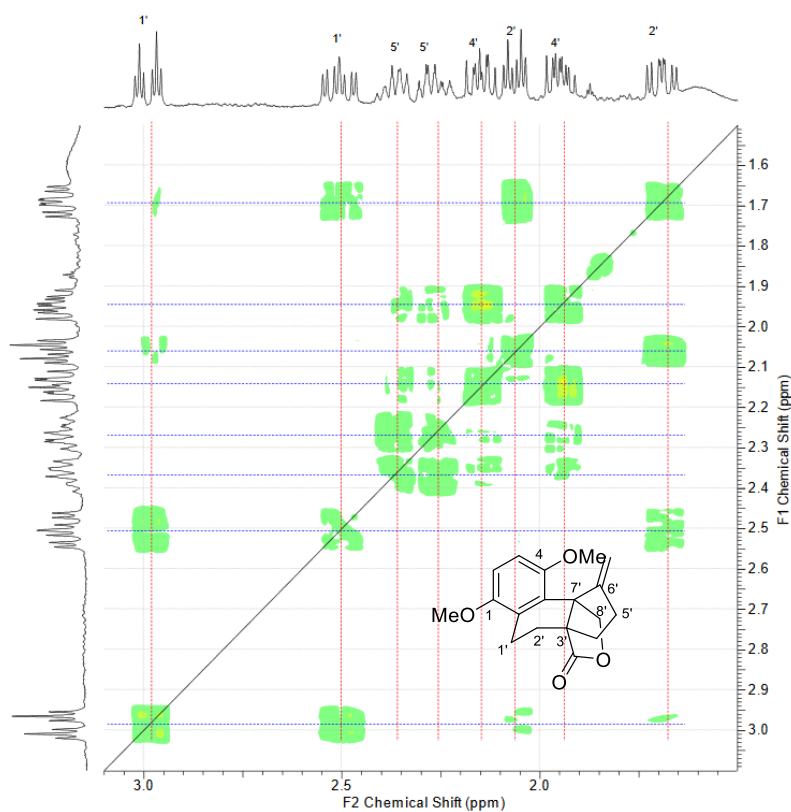 1' 1' 5' 5' 4' 2' 4' 2'
1.6
1.7
1.8
1.9
2.0
2.1
2.2
2.3
2.4
2.5
2.6
2.7
2.8
2.9
3.0
F1 Chemical Shift (ppm)
4 OMe
7' 6'
8' 5'
MeO 1
1' 2' 3'
O
O
3.0 2.5 2.0
F2 Chemical Shift (ppm)